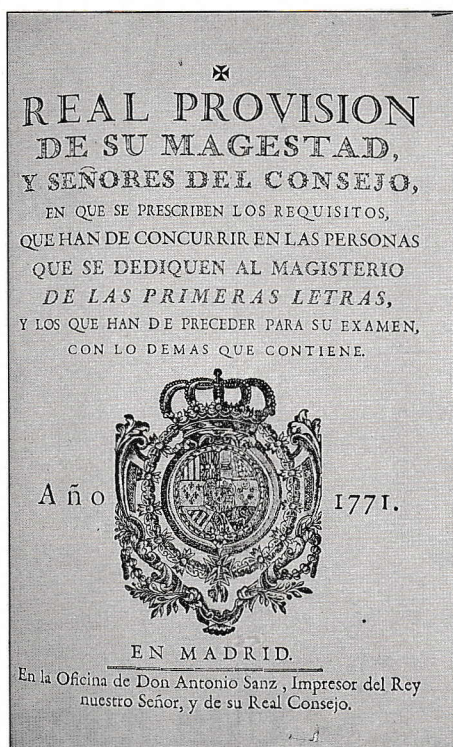 REAL PROVISION
DE SU MAGESTAD,
Y SEÑORES DEL CONSEJO,
EN QUE SE PRESCRIBEN LOS REQUISITOS,
QUE HAN DE CONCURRIR EN LAS PERSONAS
QUE SE DEDIQUEN AL MAGISTERIO
DE LAS PRIMERAS LETRAS,
Y LOS QUE HAN DE PRECEDER PARA SU EXAMEN,
CON LO DEMAS QUE CONTIENE.
Año 1771.
EN MADRID.
En la Oficina de Don Antonio Sanz, Impresor del Rey
nuestro Señor, y de su Real Consejo.